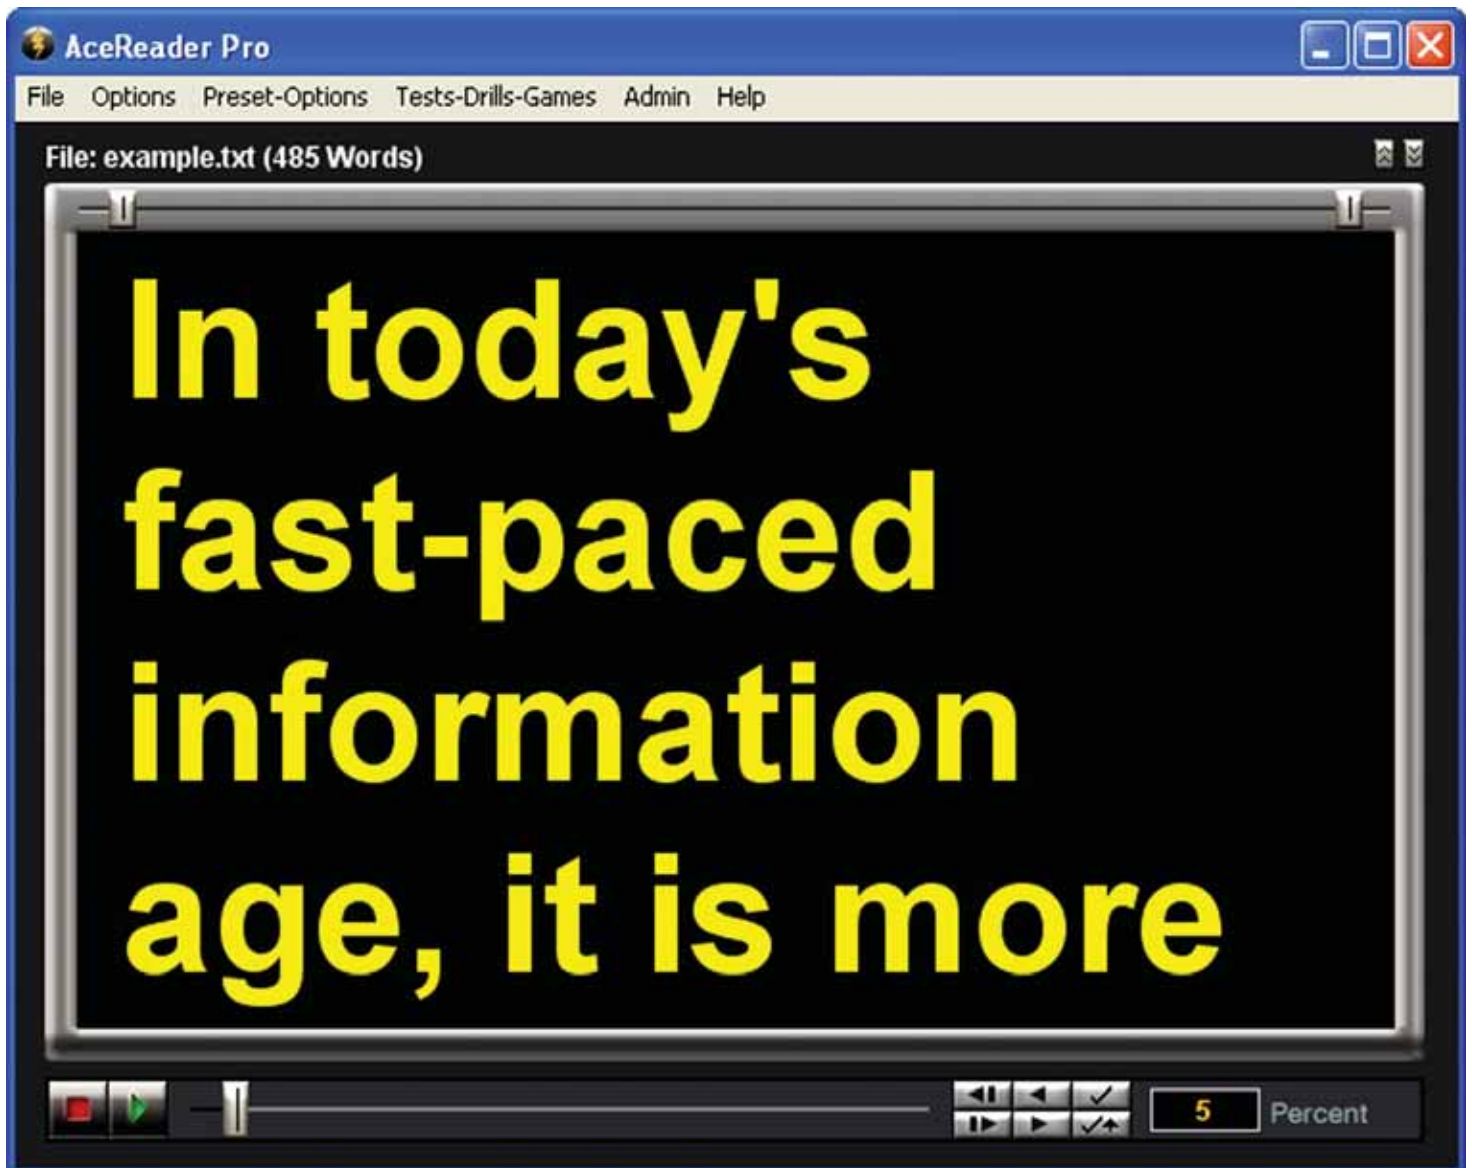 AceReader Pro
File Options Preset-Options Tests-Drills-Games Admin Help
File: example.txt (485 Words)
In today's
fast-paced
information
age, it is more
5 Percent